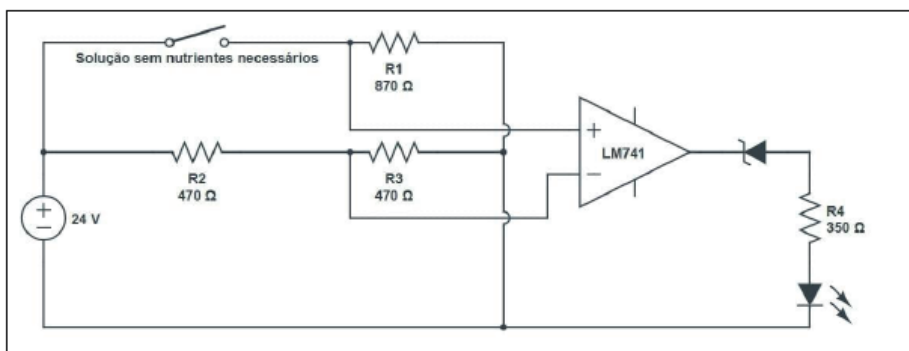 Solução sem nutrientes necessários
R1
870 Ω
+
LM741
−
R2
470 Ω
R3
470 Ω
+
−
24 V
R4
350 Ω